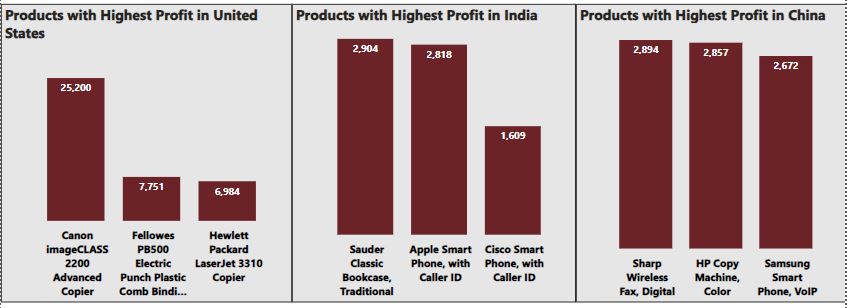 Products with Highest Profit in United
States
25,200
7,751
6,984
Canon
imageCLASS
2200
Advanced
Copier
Fellowes
PB500
Electric
Punch Plastic
Comb Bindi...
Hewlett
Packard
LaserJet 3310
Copier
Products with Highest Profit in India
2,904
2,818
1,609
Sauder
Classic
Bookcase,
Traditional
Apple Smart
Phone, with
Caller ID
Cisco Smart
Phone, with
Caller ID
Products with Highest Profit in China
2,894
2,857
2,672
Sharp
Wireless
Fax, Digital
HP Copy
Machine,
Color
Samsung
Smart
Phone, VoIP